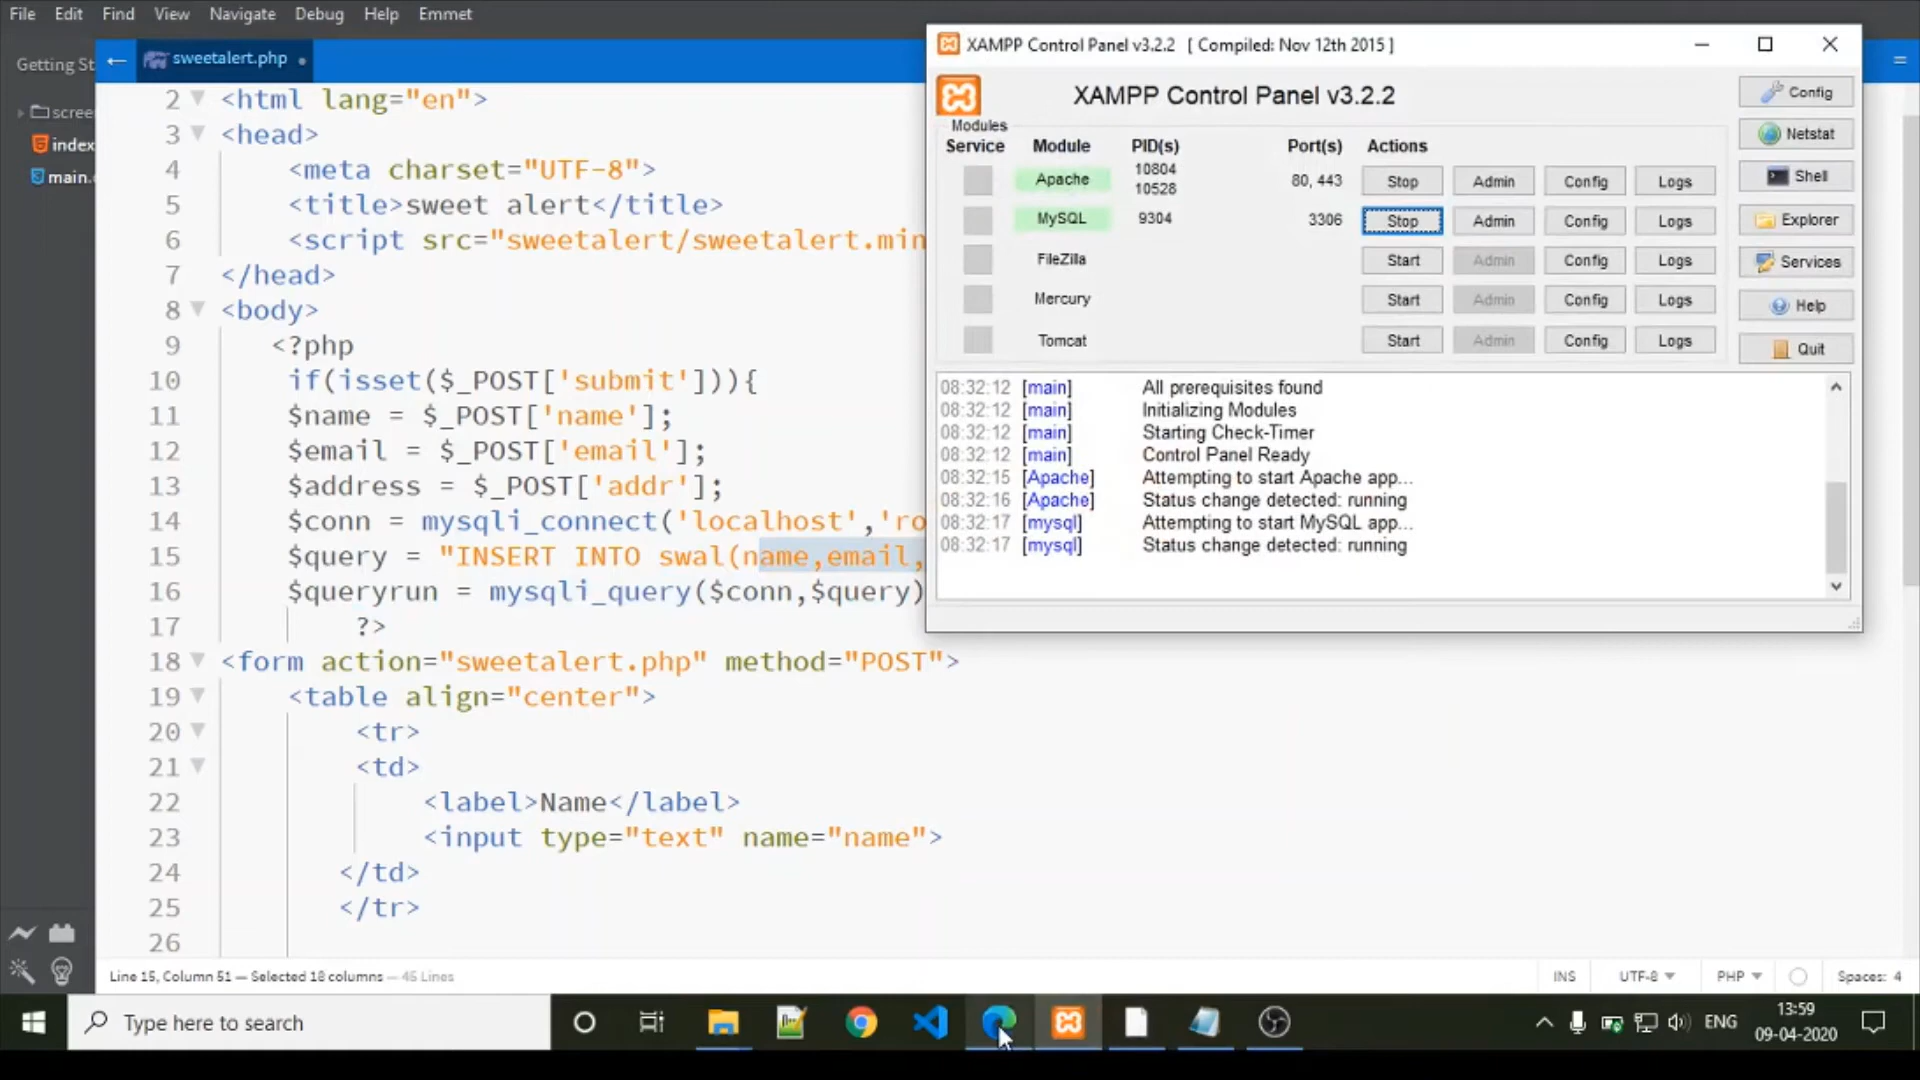 File Edit Find View Navigate Debug Help Emmet
Getting St
sweetalert.php
screen
index
main.
2 <html lang="en">
3 <head>
4 <meta charset="UTF-8">
5 <title>sweet alert</title>
6 <script src="sweetalert/sweetalert.min
7 </head>
8 <body>
9 <?php
10 if(isset($_POST['submit'])){
11 $name = $_POST['name'];
12 $email = $_POST['email'];
13 $address = $_POST['addr'];
14 $conn = mysqli_connect('localhost','ro
15 $query = "INSERT INTO swal(name,email,
16 $queryrun = mysqli_query($conn,$query)
17 ?>
18 <form action="sweetalert.php" method="POST">
19 <table align="center">
20 <tr>
21 <td>
22 <label>Name</label>
23 <input type="text" name="name">
24 </td>
25 </tr>
26
Line 15, Column 51 — Selected 18 columns — 45 Lines
INS UTF-8 PHP Spaces: 4
XAMPP Control Panel v3.2.2 [ Compiled: Nov 12th 2015 ]
XAMPP Control Panel v3.2.2
Modules
Service Module PID(s) Port(s) Actions
Apache 10804 10528 80, 443 Stop Admin Config Logs
MySQL 9304 3306 Stop Admin Config Logs
FileZilla Start Admin Config Logs
Mercury Start Admin Config Logs
Tomcat Start Admin Config Logs
Config
Netstat
Shell
Explorer
Services
Help
Quit
08:32:12 [main] All prerequisites found
08:32:12 [main] Initializing Modules
08:32:12 [main] Starting Check-Timer
08:32:12 [main] Control Panel Ready
08:32:15 [Apache] Attempting to start Apache app...
08:32:16 [Apache] Status change detected: running
08:32:17 [mysql] Attempting to start MySQL app...
08:32:17 [mysql] Status change detected: running
Type here to search
ENG
13:59
09-04-2020